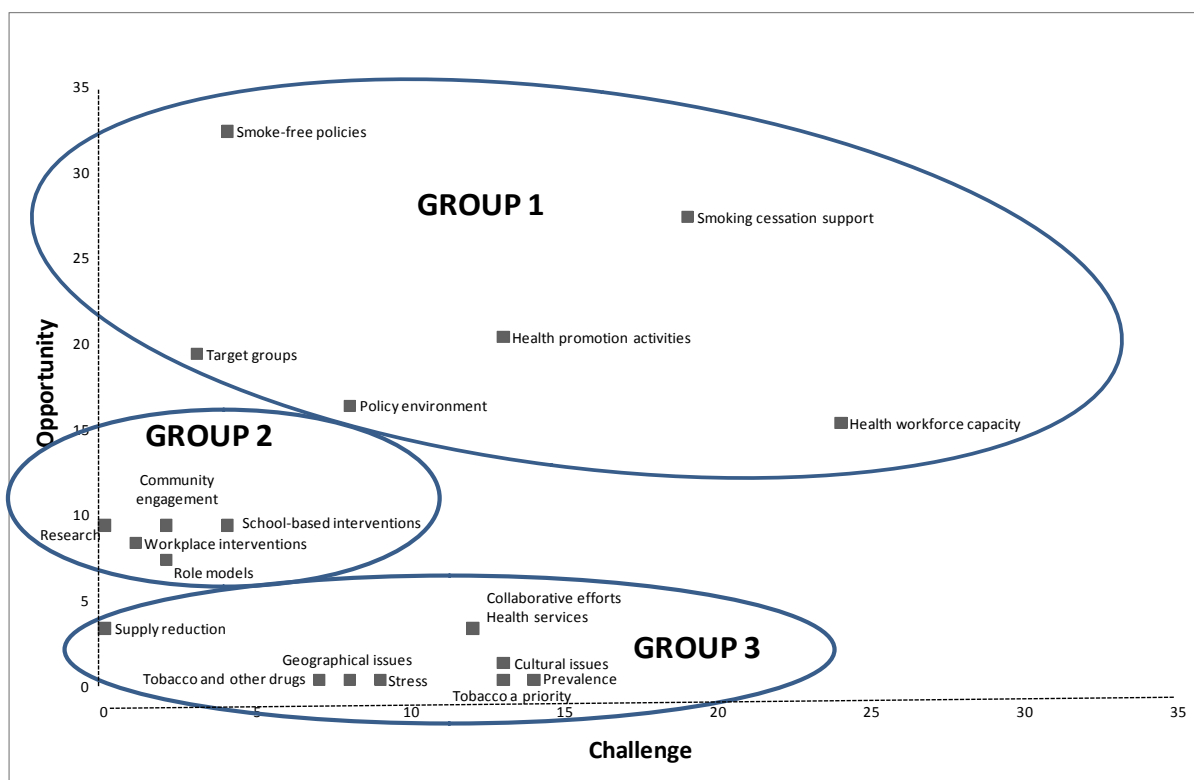 35
Smoke-free policies
30
GROUP 1
Smoking cessation support
25
Opportunity
20
Health promotion activities
Target groups
Policy environment
15
Health workforce capacity
GROUP 2
Community
engagement
10
School-based interventions
Research
Workplace interventions
Role models
5
Collaborative efforts
Health services
Supply reduction
GROUP 3
Geographical issues
Cultural issues
Tobacco and other drugs
Stress
Prevalence
0
Tobacco a priority
0 5 10 15 20 25 30 35
Challenge